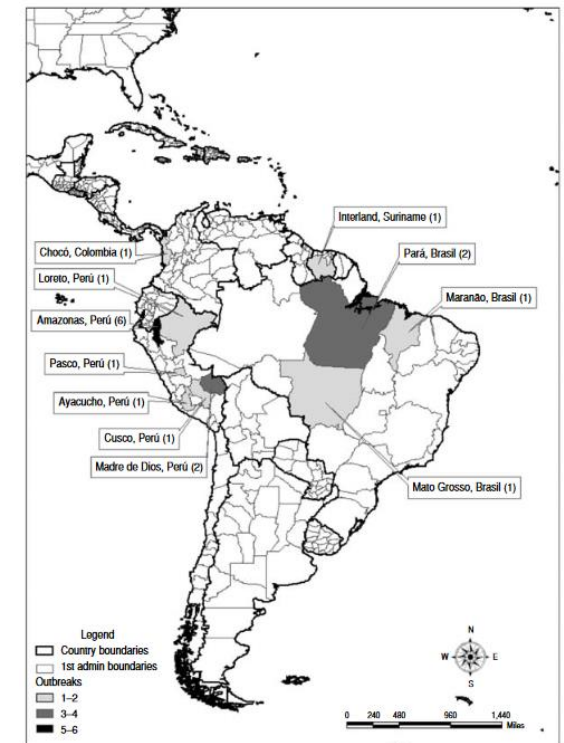 Interland, Suriname (1)
Chocó, Colombia (1)
Pará, Brasil (2)
Loreto, Perú (1)
Maranão, Brasil (1)
Amazonas, Perú (6)
Pasco, Perú (1)
Ayacucho, Perú (1)
Cusco, Perú (1)
Madre de Dios, Perú (2)
Mato Grosso, Brasil (1)
Legend
Country boundaries
1st admin boundaries
Outbreaks
1–2
3–4
5–6
N
W E
S
0 240 480 960 1,440
Miles